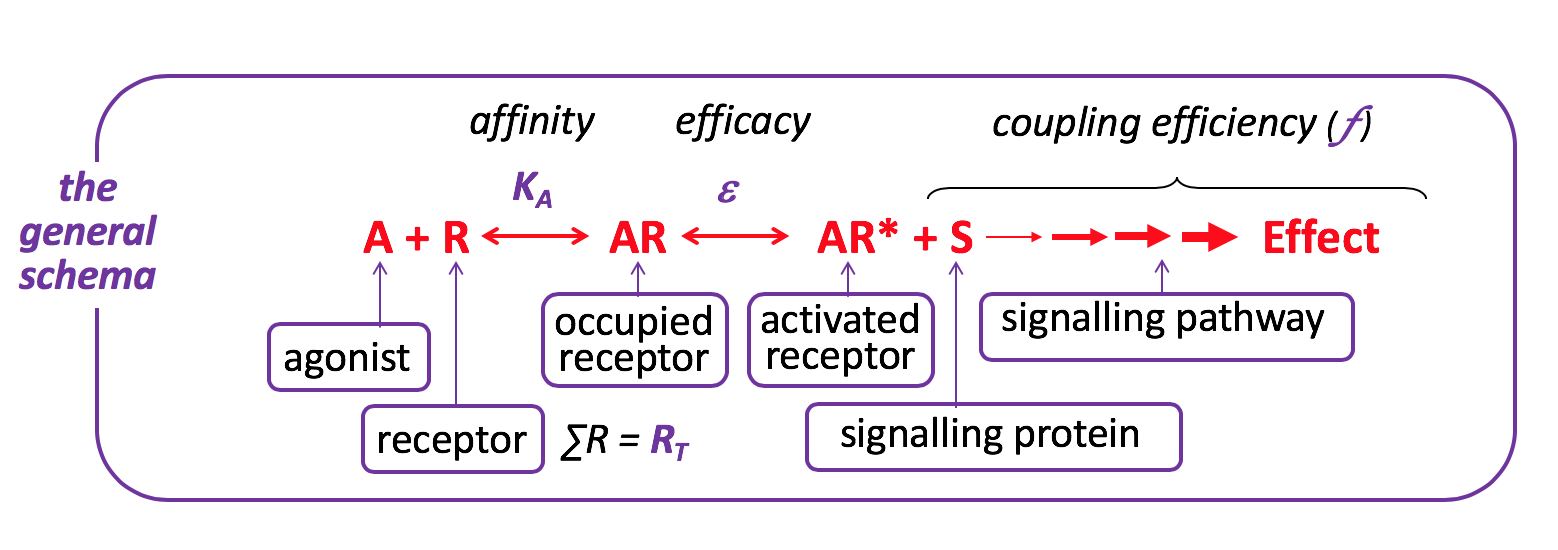 affinity efficacy coupling efficiency (f)
the
general
schema
K_A ε
A + R AR AR* + S Effect
agonist
receptor
∑R = R_T
occupied
receptor
activated
receptor
signalling pathway
signalling protein